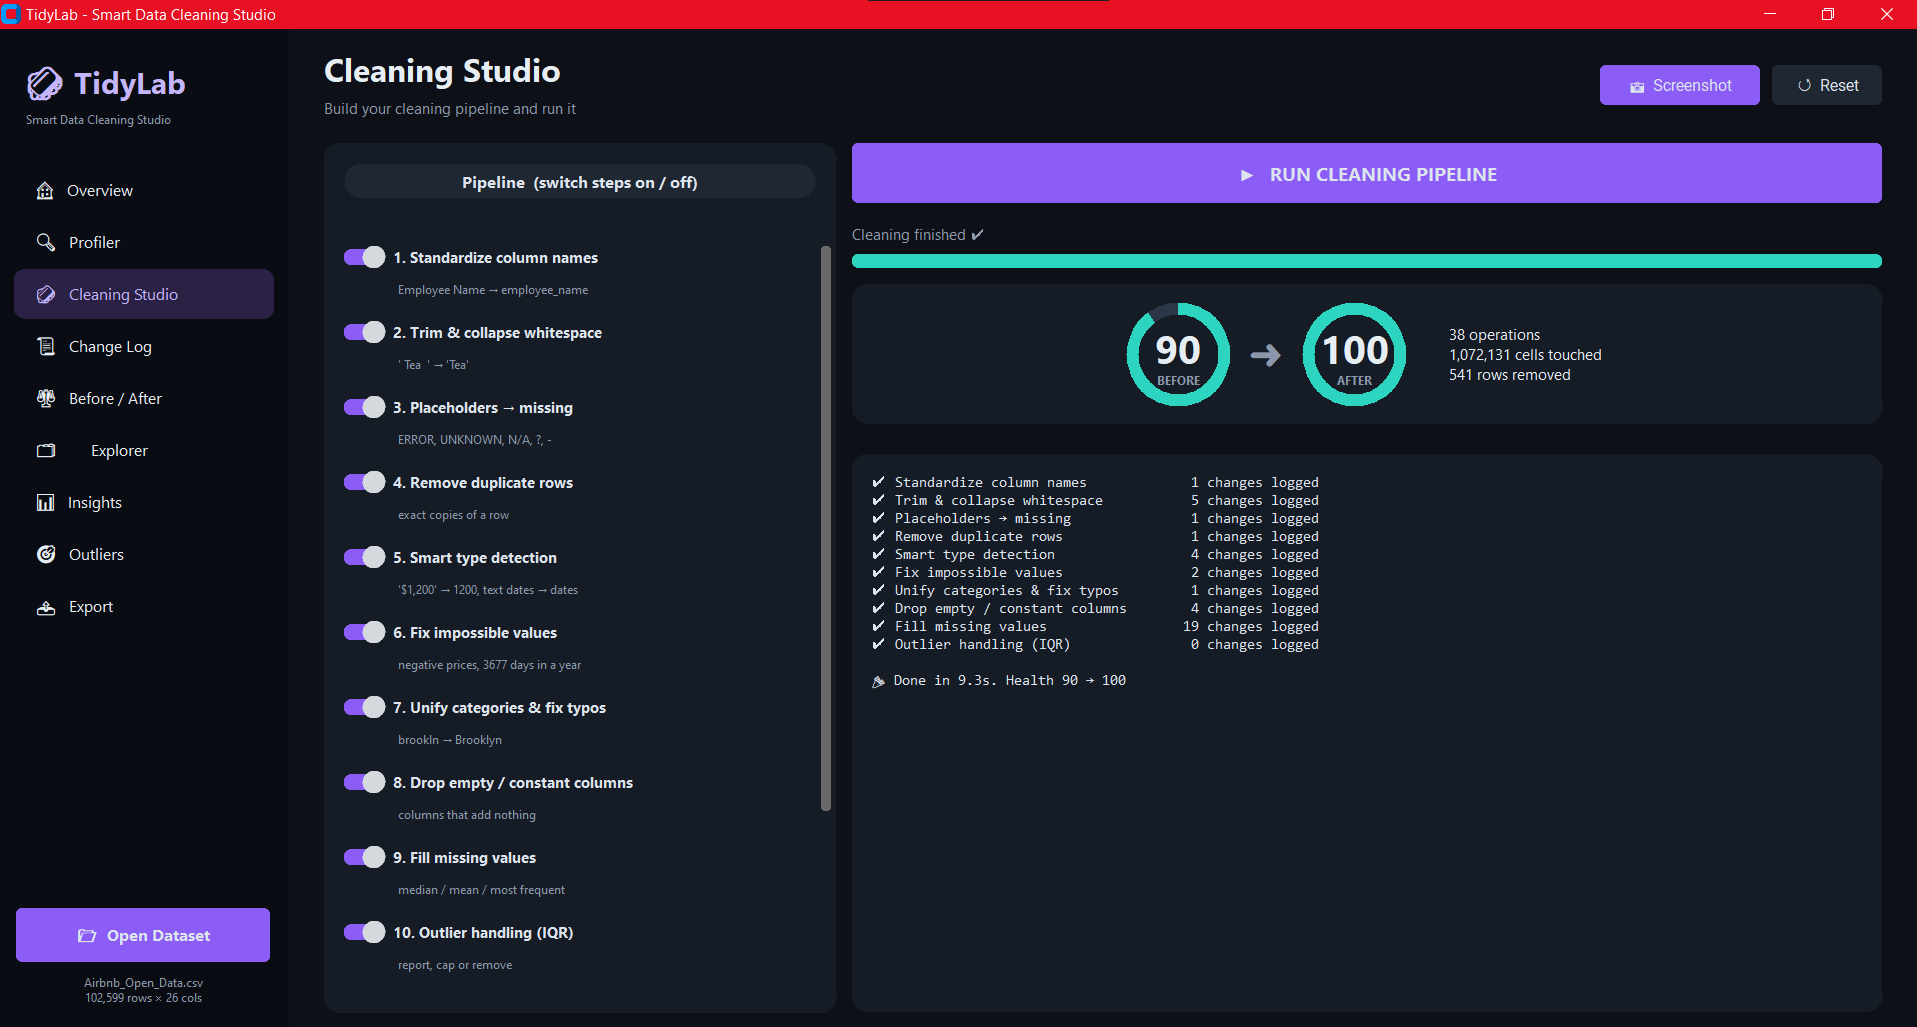 TidyLab - Smart Data Cleaning Studio
TidyLab
Smart Data Cleaning Studio
Overview
Profiler
Cleaning Studio
Change Log
Before / After
Explorer
Insights
Outliers
Export
Open Dataset
Airbnb_Open_Data.csv
102,599 rows × 26 cols
Cleaning Studio
Build your cleaning pipeline and run it
Screenshot
Reset
Pipeline (switch steps on / off)
1. Standardize column names
Employee Name → employee_name
2. Trim & collapse whitespace
' Tea ' → 'Tea'
3. Placeholders → missing
ERROR, UNKNOWN, N/A, ?, -
4. Remove duplicate rows
exact copies of a row
5. Smart type detection
'$1,200' → 1200, text dates → dates
6. Fix impossible values
negative prices, 3677 days in a year
7. Unify categories & fix typos
brookln → Brooklyn
8. Drop empty / constant columns
columns that add nothing
9. Fill missing values
median / mean / most frequent
10. Outlier handling (IQR)
report, cap or remove
▶ RUN CLEANING PIPELINE
Cleaning finished ✔
90
BEFORE
➜
100
AFTER
38 operations
1,072,131 cells touched
541 rows removed
✔ Standardize column names 1 changes logged
✔ Trim & collapse whitespace 5 changes logged
✔ Placeholders → missing 1 changes logged
✔ Remove duplicate rows 1 changes logged
✔ Smart type detection 4 changes logged
✔ Fix impossible values 2 changes logged
✔ Unify categories & fix typos 1 changes logged
✔ Drop empty / constant columns 4 changes logged
✔ Fill missing values 19 changes logged
✔ Outlier handling (IQR) 0 changes logged
Done in 9.3s. Health 90 → 100